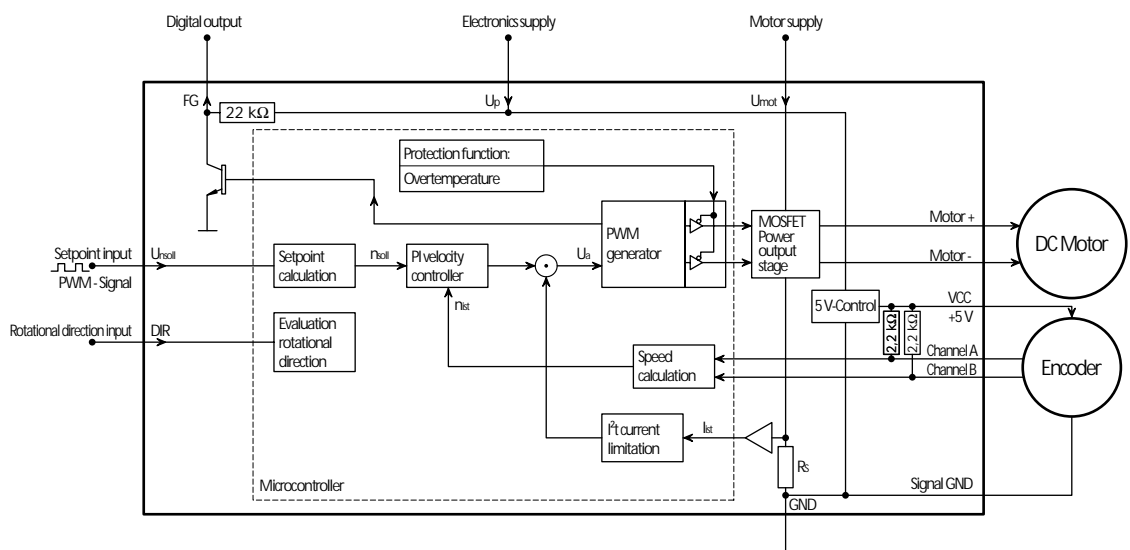 Digital output
Electronics supply
Motor supply
FG
22 kΩ
Up
Umot
Protection function:
Overtemperature
MOSFET
Power
output
stage
Motor +
DC Motor
Motor -
PWM
generator
Setpoint input
Unsoll
PWM - Signal
Setpoint
calculation
nsoll
PI velocity
controller
Ua
nist
5 V-Control
VCC
+5 V
2,2 kΩ
2,2 kΩ
Rotational direction input
DIR
Evaluation
rotational
direction
Speed
calculation
Channel A
Channel B
Encoder
I²t current
limitation
Iist
RS
Microcontroller
Signal GND
GND